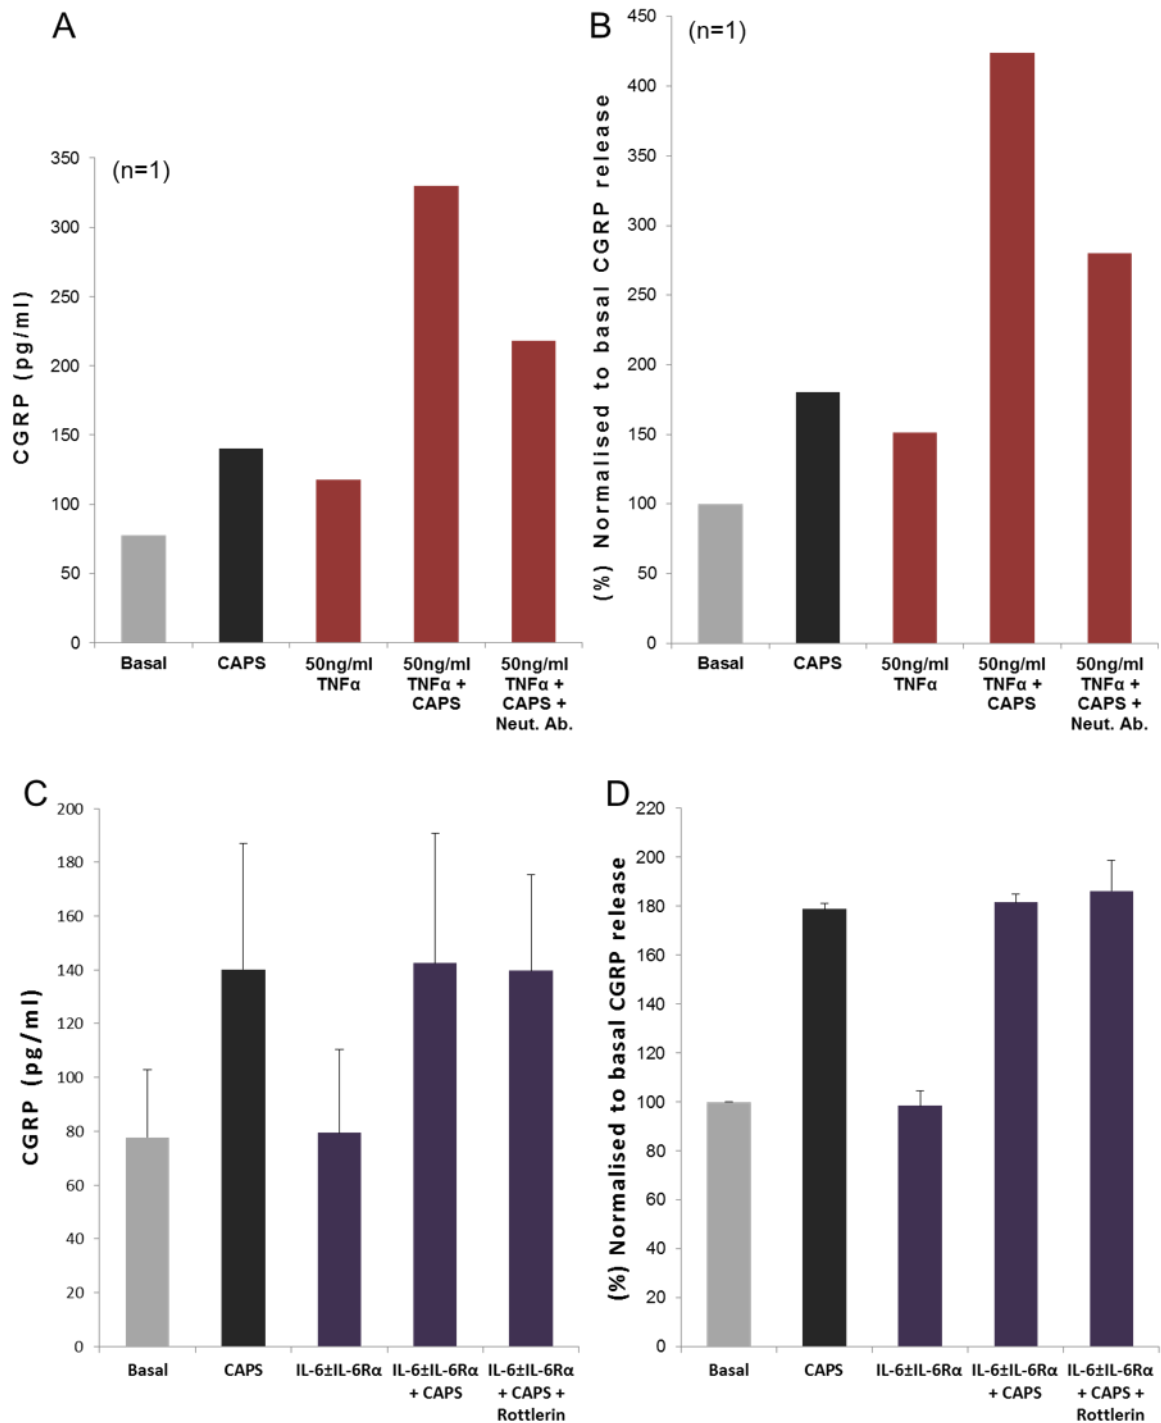 A
(n=1)
CGRP (pg/ml)
350
300
250
200
150
100
50
0
Basal
CAPS
50ng/ml
TNFα
50ng/ml
TNFα +
CAPS
50ng/ml
TNFα +
CAPS +
Neut. Ab.
B
(n=1)
(%) Normalised to basal CGRP release
450
400
350
300
250
200
150
100
50
0
Basal
CAPS
50ng/ml
TNFα
50ng/ml
TNFα +
CAPS
50ng/ml
TNFα +
CAPS +
Neut. Ab.
C
CGRP (pg/ml)
200
180
160
140
120
100
80
60
40
20
0
Basal
CAPS
IL-6±IL-6Rα
IL-6±IL-6Rα
+ CAPS
IL-6±IL-6Rα
+ CAPS +
Rottlerin
D
(%) Normalised to basal CGRP release
220
200
180
160
140
120
100
80
60
40
20
0
Basal
CAPS
IL-6±IL-6Rα
IL-6±IL-6Rα
+ CAPS
IL-6±IL-6Rα
+ CAPS +
Rottlerin